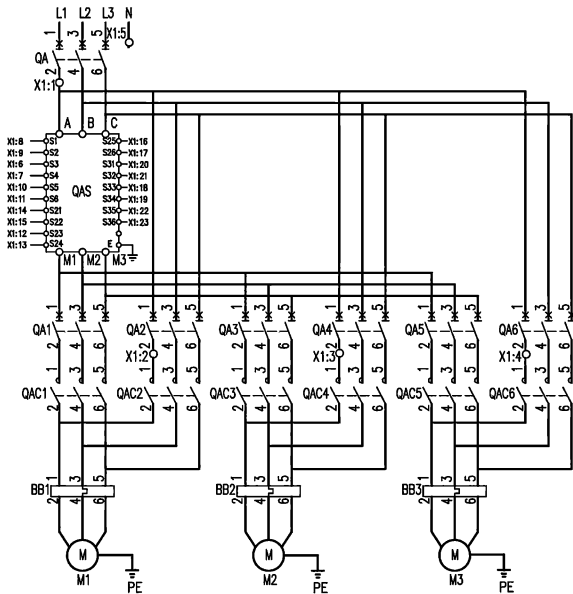 L1 L2 L3 N
1 3 5 X1:5
QA
2 4 6
X1:1
A B C
X1:8 S1 S25 X1:16
X1:9 S2 S26 X1:17
X1:6 S3 S31 X1:20
X1:7 S4 S32 X1:21
X1:10 S5 QAS S33 X1:18
X1:11 S6 S34 X1:19
X1:14 S21 S35 X1:22
X1:15 S22 S36 X1:23
X1:12 S23
X1:13 S24 E
M1 M2 M3
1 3 5 1 3 5 1 3 5 1 3 5 1 3 5 1 3 5
QA1 QA2 QA3 QA4 QA5 QA6
2 4 6 2 4 6 2 4 6 2 4 6 2 4 6 2 4 6
X1:2 X1:3 X1:4
1 3 5 1 3 5 1 3 5 1 3 5 1 3 5 1 3 5
QAC1 QAC2 QAC3 QAC4 QAC5 QAC6
2 4 6 2 4 6 2 4 6 2 4 6 2 4 6 2 4 6
1 3 5 1 3 5 1 3 5
BB1 BB2 BB3
2 4 6 2 4 6 2 4 6
M M M
M1 PE M2 PE M3 PE